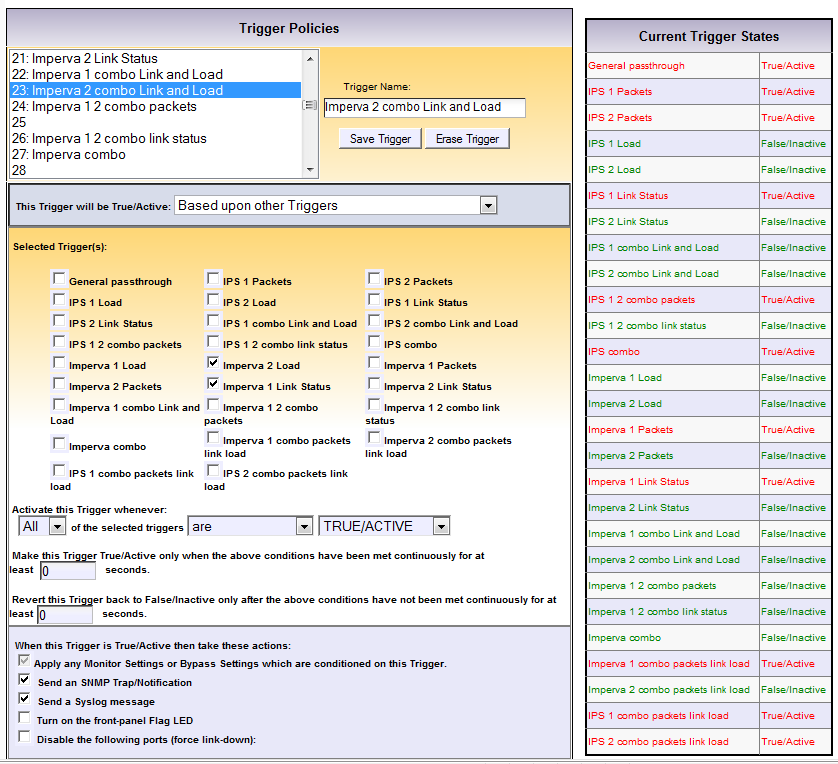 Trigger Policies
21: Imperva 2 Link Status
22: Imperva 1 combo Link and Load
23: Imperva 2 combo Link and Load
24: Imperva 1 2 combo packets
25
26: Imperva 1 2 combo link status
27: Imperva combo
28
Trigger Name:
Imperva 2 combo Link and Load
Save Trigger Erase Trigger
This Trigger will be True/Active: Based upon other Triggers
Selected Trigger(s):
General passthrough IPS 1 Packets IPS 2 Packets
IPS 1 Load IPS 2 Load IPS 1 Link Status
IPS 2 Link Status IPS 1 combo Link and Load IPS 2 combo Link and Load
IPS 1 2 combo packets IPS 1 2 combo link status IPS combo
Imperva 1 Load Imperva 2 Load Imperva 1 Packets
Imperva 2 Packets Imperva 1 Link Status Imperva 2 Link Status
Imperva 1 combo Link and Imperva 1 2 combo Imperva 1 2 combo link
Load packets status
Imperva combo Imperva 1 combo packets Imperva 2 combo packets
link load link load
IPS 1 combo packets link IPS 2 combo packets link
load load
Activate this Trigger whenever:
All of the selected triggers are TRUE/ACTIVE
Make this Trigger True/Active only when the above conditions have been met continuously for at
least 0 seconds.
Revert this Trigger back to False/Inactive only after the above conditions have not been met continuously for at
least 0 seconds.
When this Trigger is True/Active then take these actions:
Apply any Monitor Settings or Bypass Settings which are conditioned on this Trigger.
Send an SNMP Trap/Notification
Send a Syslog message
Turn on the front-panel Flag LED
Disable the following ports (force link-down):
Current Trigger States
General passthrough True/Active
IPS 1 Packets True/Active
IPS 2 Packets True/Active
IPS 1 Load False/Inactive
IPS 2 Load False/Inactive
IPS 1 Link Status True/Active
IPS 2 Link Status False/Inactive
IPS 1 combo Link and Load False/Inactive
IPS 2 combo Link and Load False/Inactive
IPS 1 2 combo packets True/Active
IPS 1 2 combo link status False/Inactive
IPS combo True/Active
Imperva 1 Load False/Inactive
Imperva 2 Load False/Inactive
Imperva 1 Packets True/Active
Imperva 2 Packets False/Inactive
Imperva 1 Link Status True/Active
Imperva 2 Link Status False/Inactive
Imperva 1 combo Link and Load False/Inactive
Imperva 2 combo Link and Load False/Inactive
Imperva 1 2 combo packets False/Inactive
Imperva 1 2 combo link status False/Inactive
Imperva combo False/Inactive
Imperva 1 combo packets link load True/Active
Imperva 2 combo packets link load False/Inactive
IPS 1 combo packets link load True/Active
IPS 2 combo packets link load True/Active